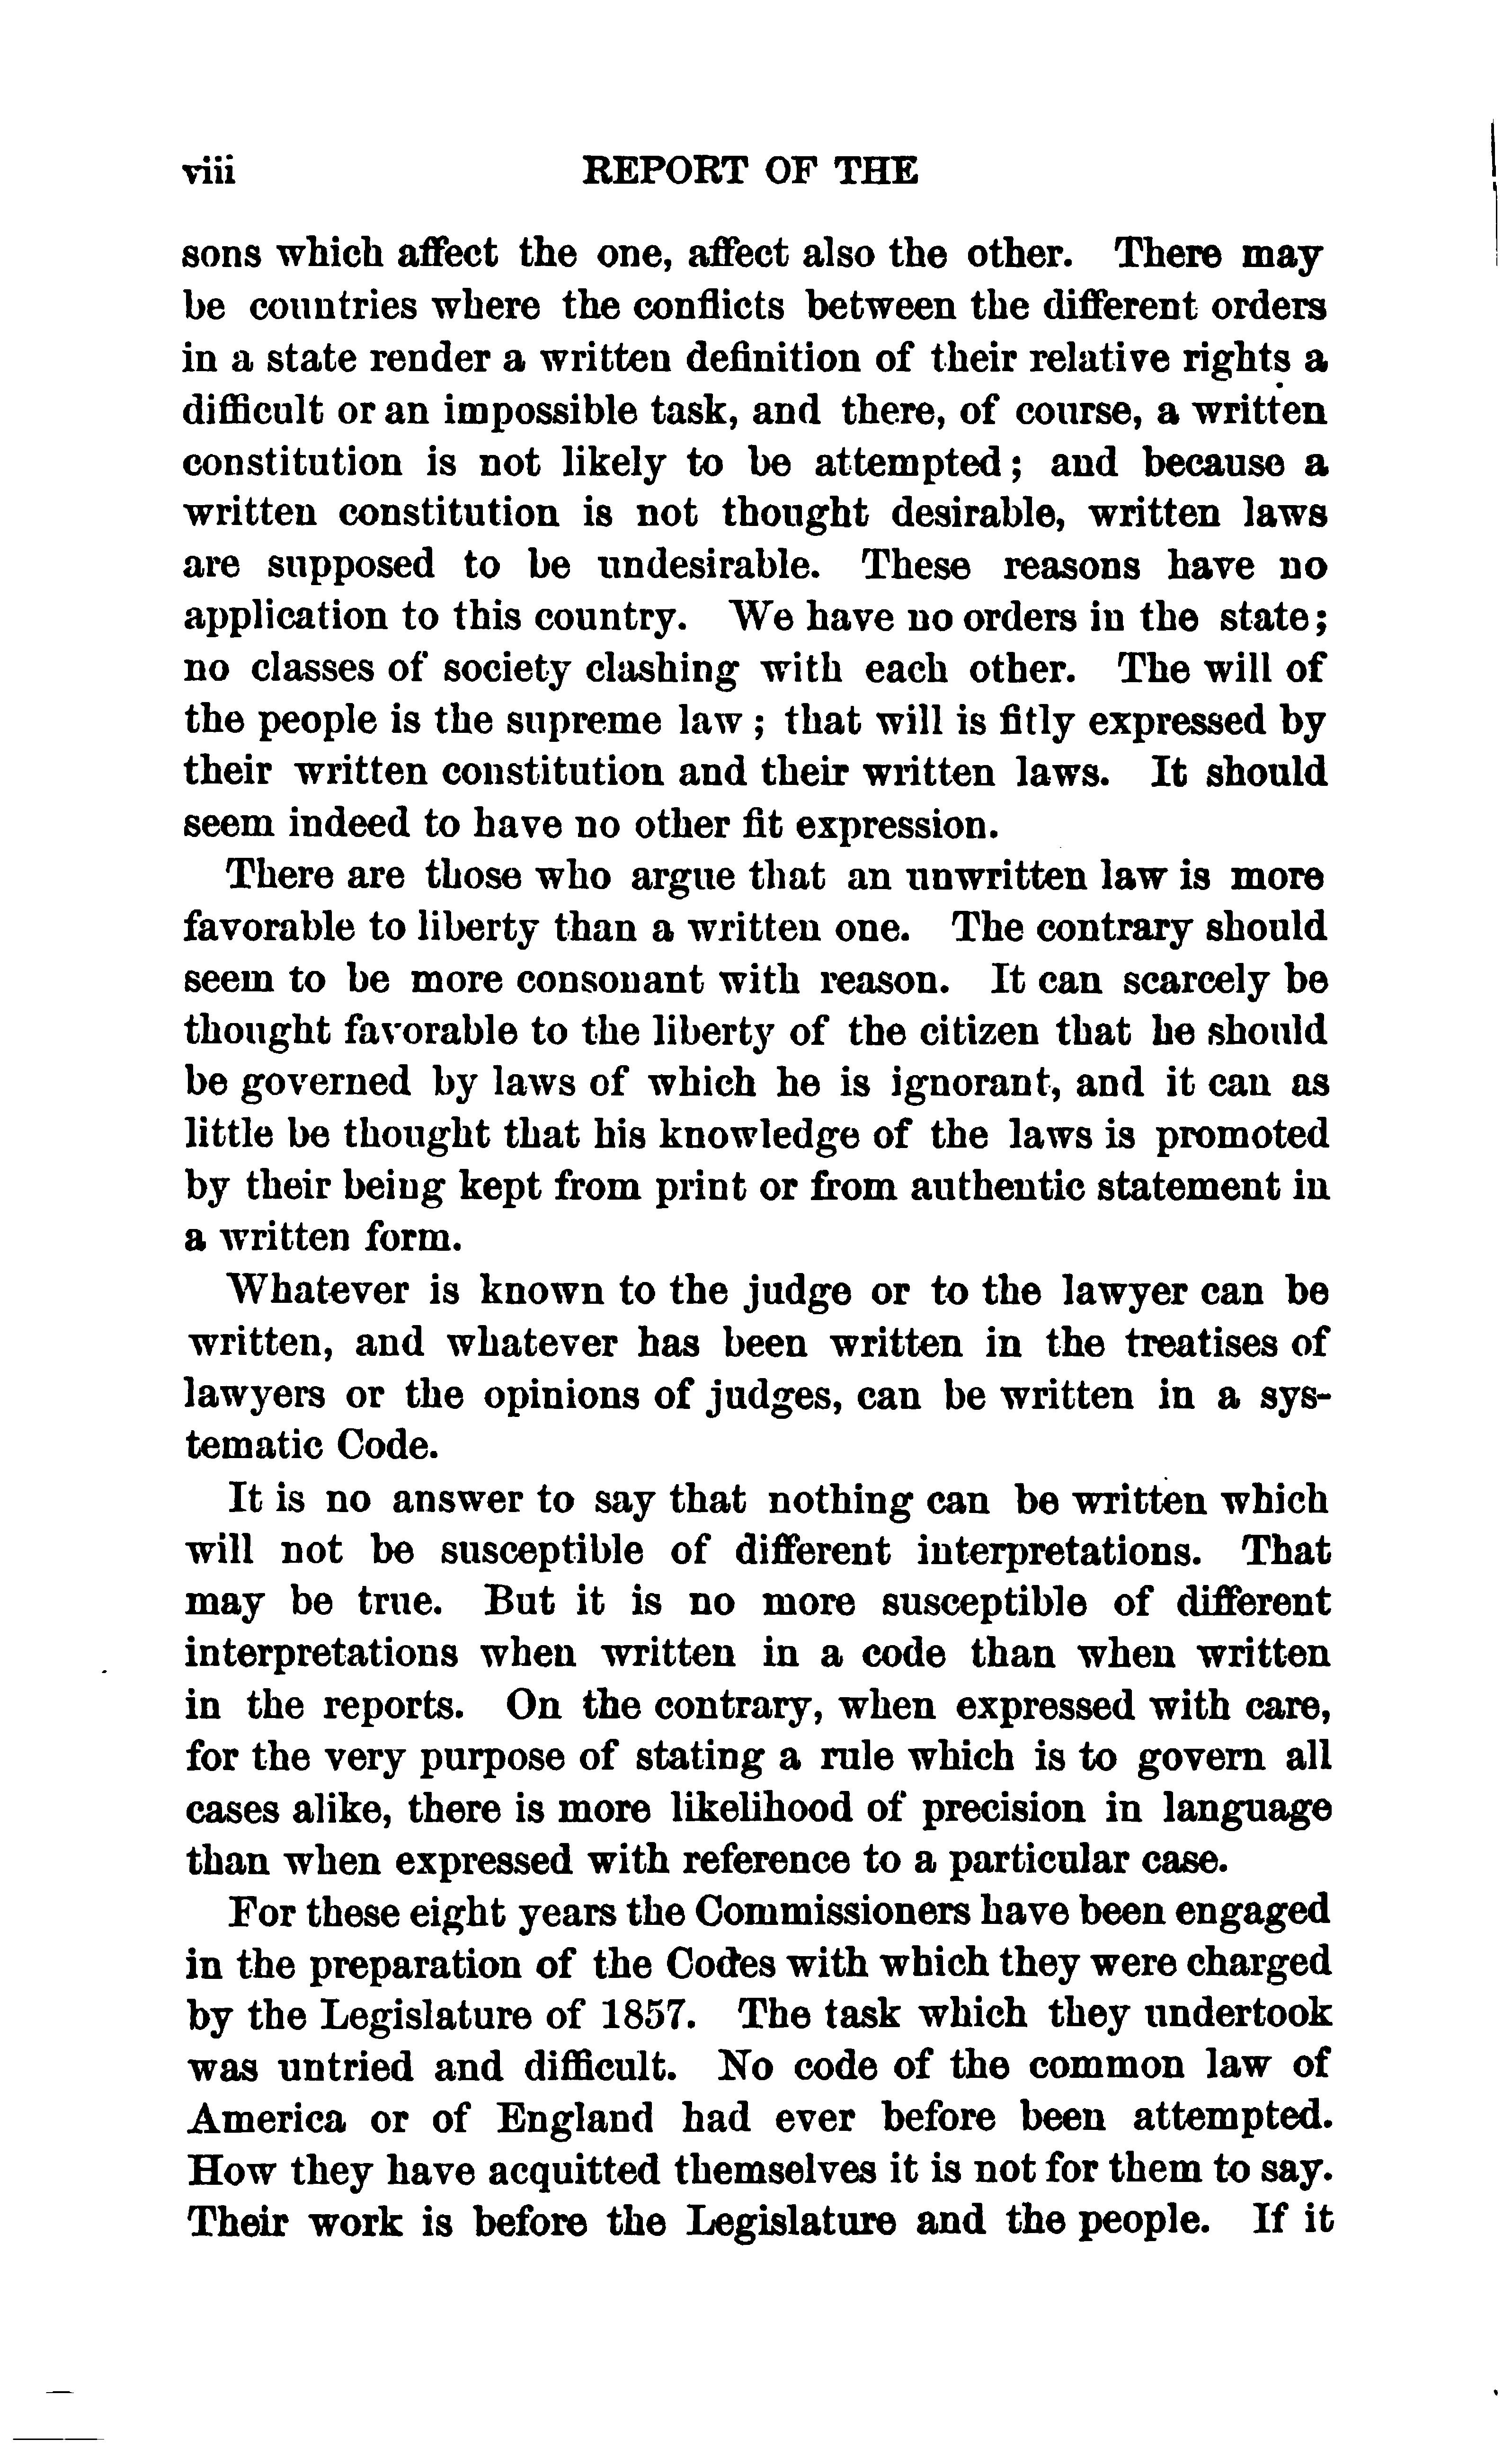 viii REPORT OF THE
sons which affect the one, affect also the other. There may
be countries where the conflicts between the different orders
in a state render a written definition of their relative rights a
difficult or an impossible task, and there, of course, a written
constitution is not likely to be attempted; and because a
written constitution is not thought desirable, written laws
are supposed to be undesirable. These reasons have no
application to this country. We have no orders in the state;
no classes of society clashing with each other. The will of
the people is the supreme law; that will is fitly expressed by
their written constitution and their written laws. It should
seem indeed to have no other fit expression.
There are those who argue that an unwritten law is more
favorable to liberty than a written one. The contrary should
seem to be more consonant with reason. It can scarcely be
thought favorable to the liberty of the citizen that he should
be governed by laws of which he is ignorant, and it can as
little be thought that his knowledge of the laws is promoted
by their being kept from print or from authentic statement in
a written form.
Whatever is known to the judge or to the lawyer can be
written, and whatever has been written in the treatises of
lawyers or the opinions of judges, can be written in a sys-
tematic Code.
It is no answer to say that nothing can be written which
will not be susceptible of different interpretations. That
may be true. But it is no more susceptible of different
interpretations when written in a code than when written
in the reports. On the contrary, when expressed with care,
for the very purpose of stating a rule which is to govern all
cases alike, there is more likelihood of precision in language
than when expressed with reference to a particular case.
For these eight years the Commissioners have been engaged
in the preparation of the Codes with which they were charged
by the Legislature of 1857. The task which they undertook
was untried and difficult. No code of the common law of
America or of England had ever before been attempted.
How they have acquitted themselves it is not for them to say.
Their work is before the Legislature and the people. If it